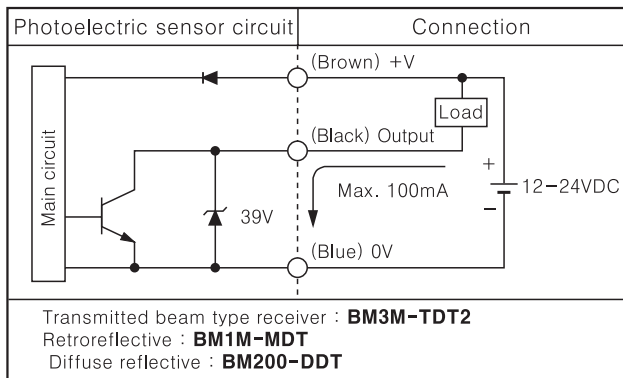 Photoelectric sensor circuit
Connection
(Brown) +V
Load
(Black) Output
Main circuit
Max. 100mA
+
12-24VDC
-
39V
(Blue) 0V
Transmitted beam type receiver : BM3M-TDT2
Retroreflective : BM1M-MDT
Diffuse reflective : BM200-DDT